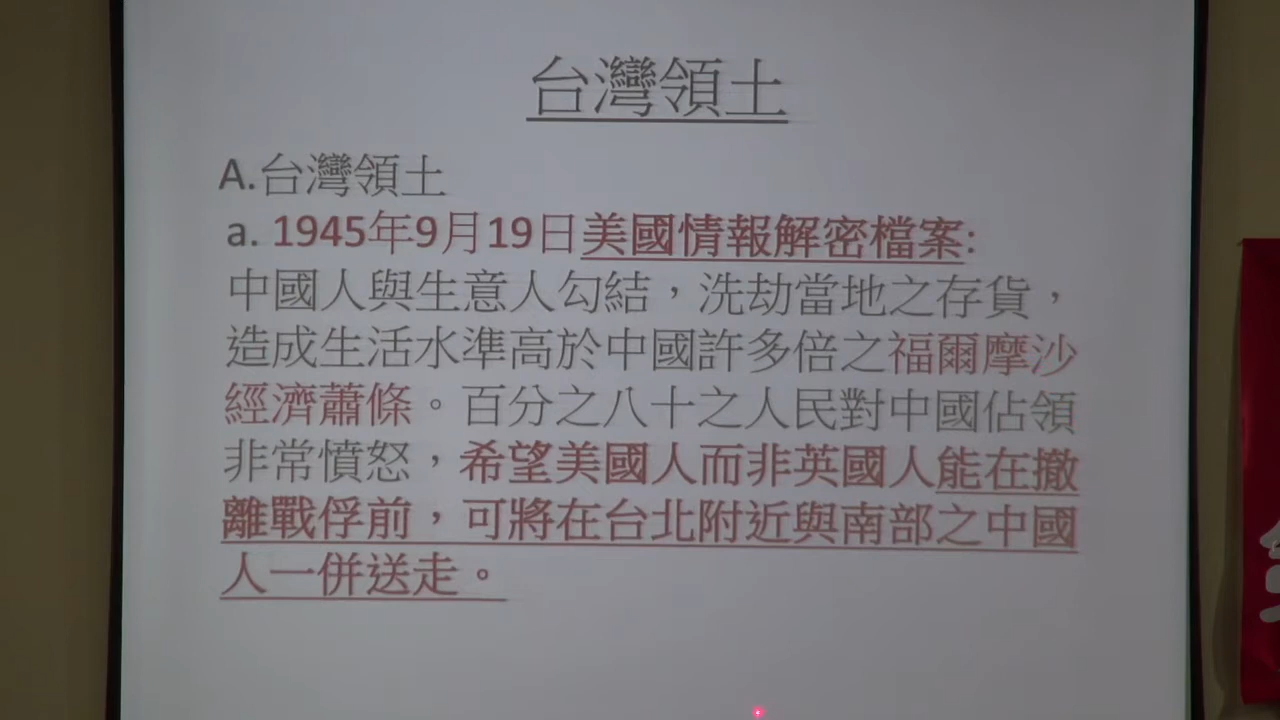 台灣領土
A.台灣領土
a. 1945年9月19日美國情報解密檔案:
中國人與生意人勾結，洗劫當地之存貨，
造成生活水準高於中國許多倍之福爾摩沙
經濟蕭條。百分之八十之人民對中國佔領
非常憤怒，希望美國人而非英國人能在撤
離戰俘前，可將在台北附近與南部之中國
人一併送走。